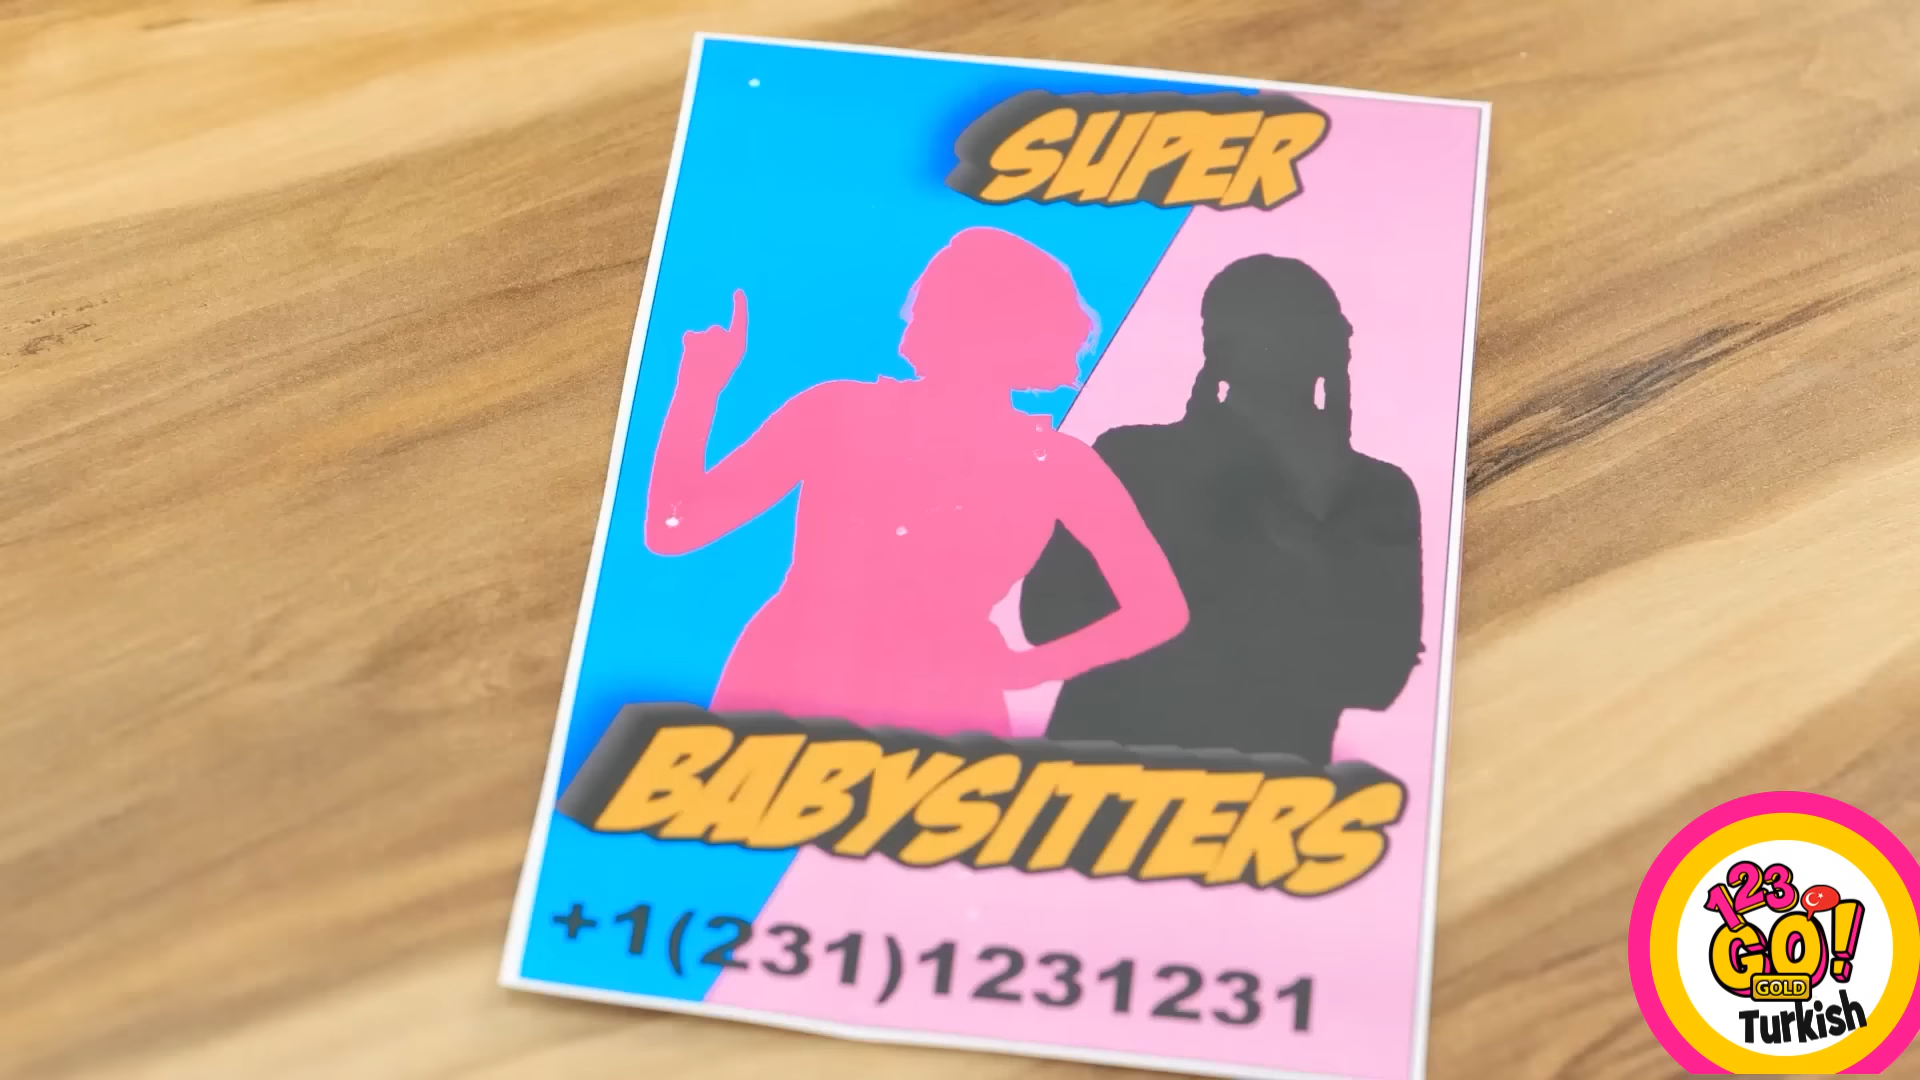 SUPER
BABYSITTERS
+1(231)1231231
123
GO!
GOLD
Turkish